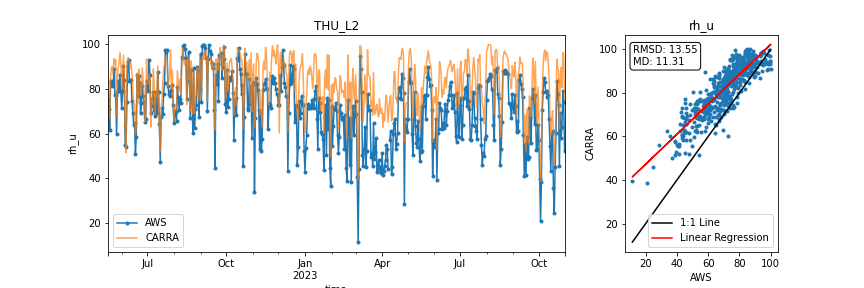 THU_L2
rh_u
100
80
60
40
20
AWS
CARRA
Jul
Oct
Jan
2023
Apr
Jul
Oct
time
rh_u
RMSD: 13.55
MD: 11.31
CARRA
100
80
60
40
20
1:1 Line
Linear Regression
20
40
60
80
100
AWS